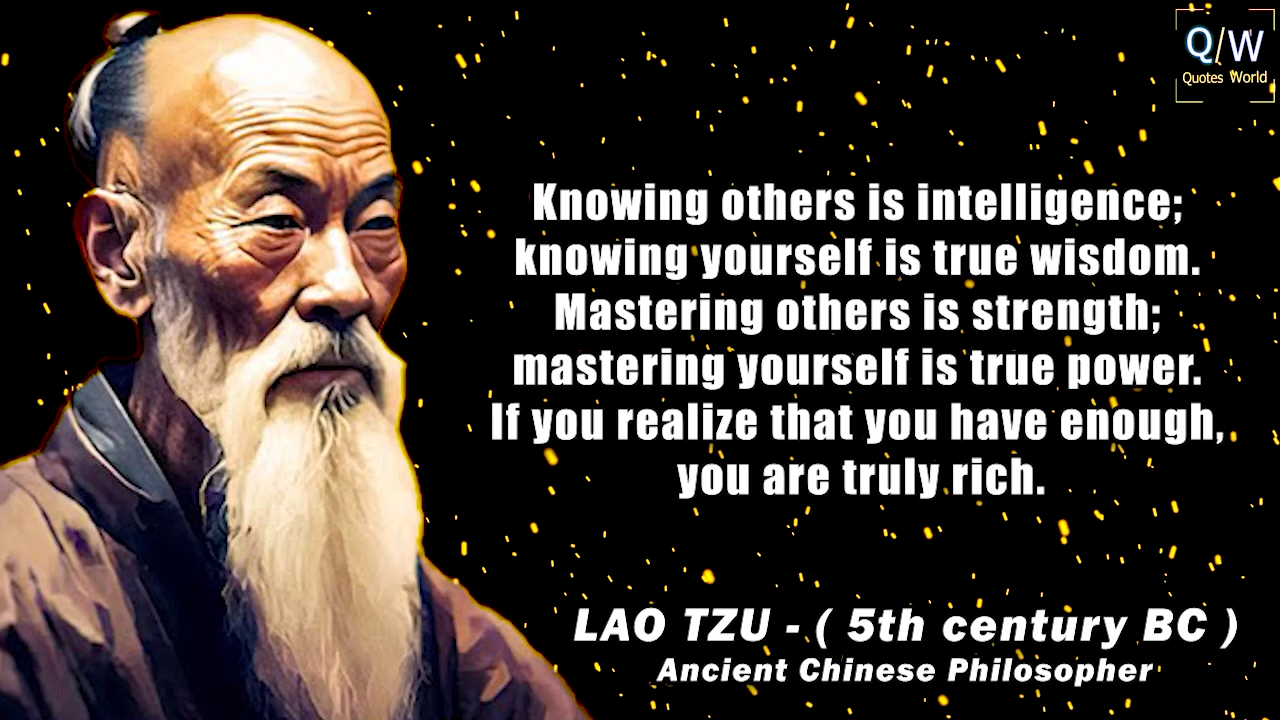 Q/W
Quotes World
Knowing others is intelligence;
knowing yourself is true wisdom.
Mastering others is strength;
mastering yourself is true power.
If you realize that you have enough,
you are truly rich.
LAO TZU - ( 5th century BC )
Ancient Chinese Philosopher